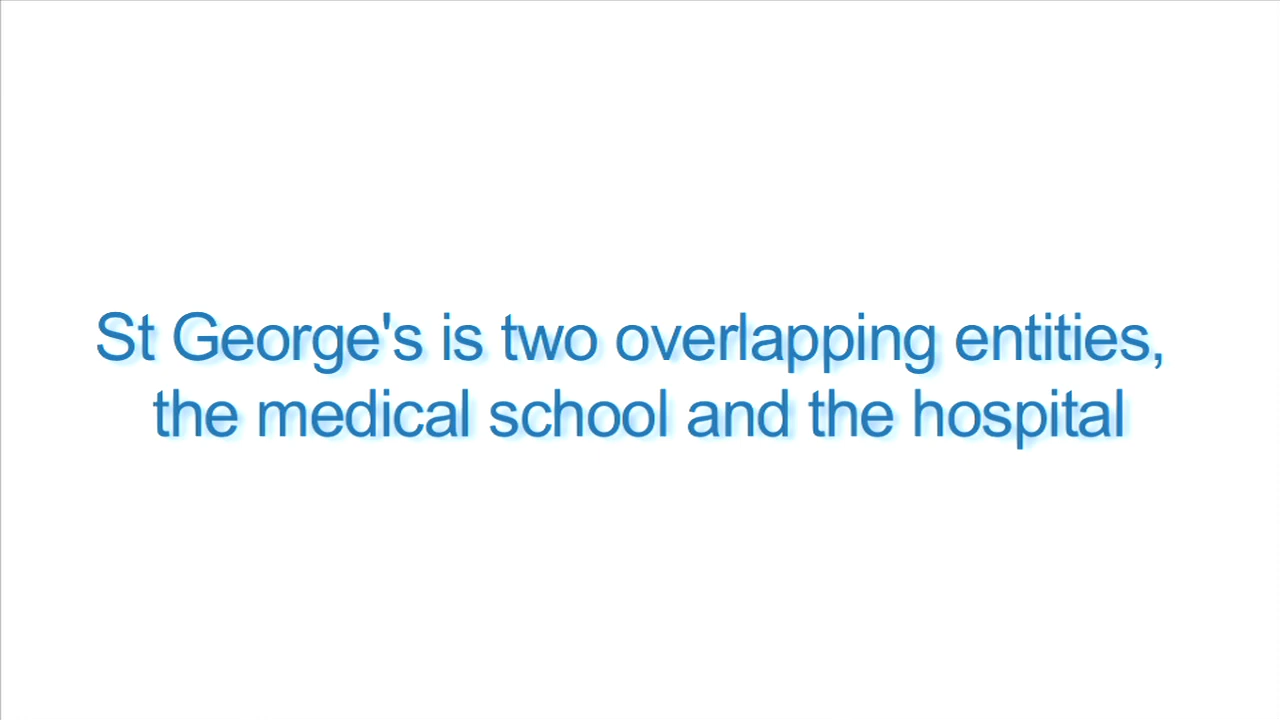 St George's is two overlapping entities,
the medical school and the hospital